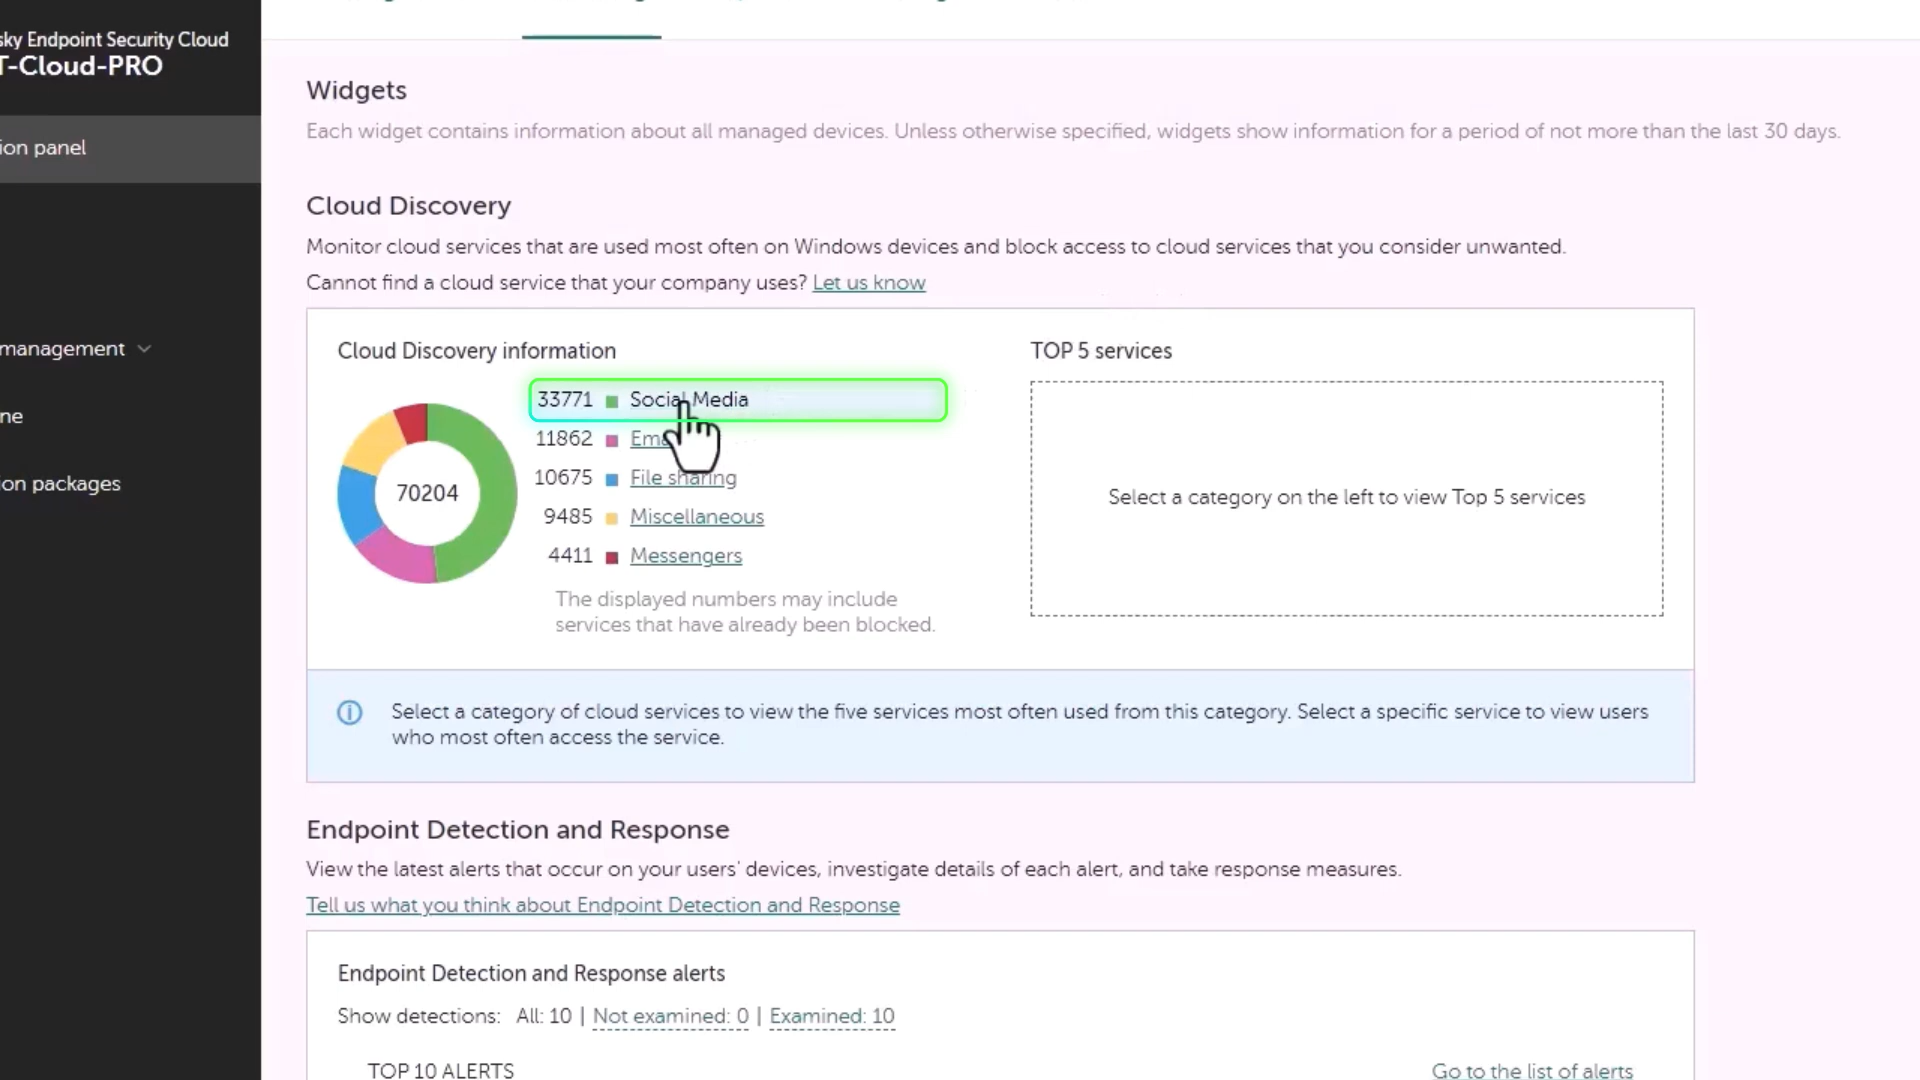 sky Endpoint Security Cloud
T-Cloud-PRO
ion panel
management
ne
ion packages
Widgets
Each widget contains information about all managed devices. Unless otherwise specified, widgets show information for a period of not more than the last 30 days.
Cloud Discovery
Monitor cloud services that are used most often on Windows devices and block access to cloud services that you consider unwanted.
Cannot find a cloud service that your company uses? Let us know
Cloud Discovery information
70204
33771 Social Media
11862 Ema
10675 File sharing
9485 Miscellaneous
4411 Messengers
The displayed numbers may include
services that have already been blocked.
TOP 5 services
Select a category on the left to view Top 5 services
Select a category of cloud services to view the five services most often used from this category. Select a specific service to view users
who most often access the service.
Endpoint Detection and Response
View the latest alerts that occur on your users' devices, investigate details of each alert, and take response measures.
Tell us what you think about Endpoint Detection and Response
Endpoint Detection and Response alerts
Show detections: All: 10 | Not examined: 0 | Examined: 10
TOP 10 ALERTS
Go to the list of alerts